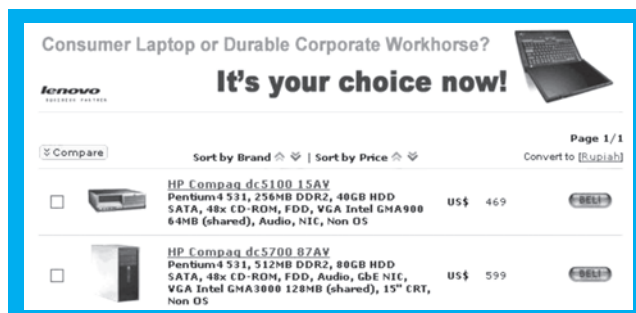 Consumer Laptop or Durable Corporate Workhorse?
It's your choice now!
lenovo
BUSINESS PARTNER
Page 1/1
Compare
Sort by Brand | Sort by Price
Convert to [Rupiah]
HP Compaq dc5100 15AV
Pentium4 531, 256MB DDR2, 40GB HDD
SATA, 48x CD-ROM, FDD, VGA Intel GMA900
64MB (shared), Audio, NIC, Non OS
US$ 469
BELI
HP Compaq dc5700 87AV
Pentium4 531, 512MB DDR2, 80GB HDD
SATA, 48x CD-ROM, FDD, Audio, GbE NIC,
VGA Intel GMA3000 128MB (shared), 15" CRT,
Non OS
US$ 599
BELI